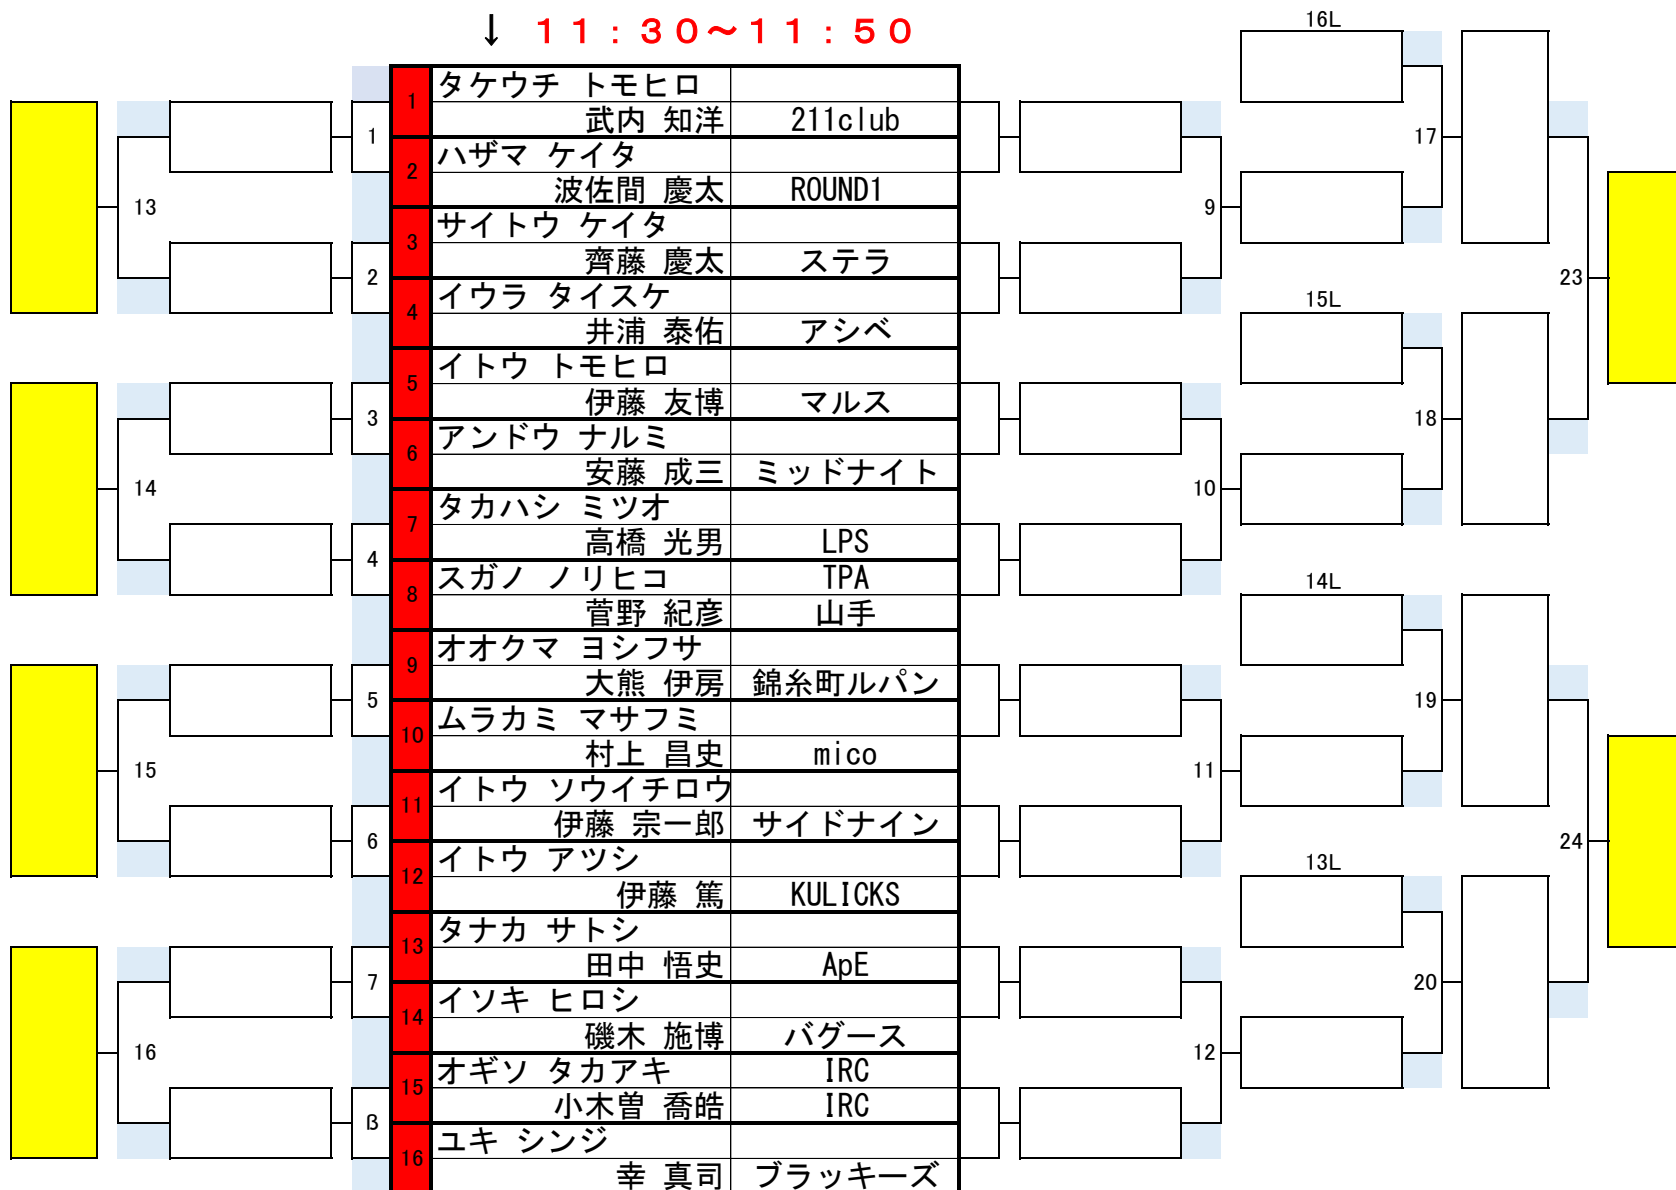 ↓ 11:30～11:50
16L
1 タケウチ トモヒロ
武内 知洋 211club
1
17
2 ハザマ ケイタ
波佐間 慶太 ROUND1
13
9
3 サイトウ ケイタ
齊藤 慶太 ステラ
2
23
4 イウラ タイスケ
井浦 泰佑 アシベ
15L
5 イトウ トモヒロ
伊藤 友博 マルス
3
18
6 アンドウ ナルミ
安藤 成三 ミッドナイト
14
10
7 タカハシ ミツオ
高橋 光男 LPS
4
8 スガノ ノリヒコ TPA
菅野 紀彦 山手
14L
9 オオクマ ヨシフサ
大熊 伊房 錦糸町ルパン
5
19
10 ムラカミ マサフミ
村上 昌史 mico
15
11
11 イトウ ソウイチロウ
伊藤 宗一郎 サイドナイン
6
24
12 イトウ アツシ
伊藤 篤 KULICKS
13L
13 タナカ サトシ
田中 悟史 ApE
7
20
14 イソキ ヒロシ
磯木 施博 バグース
16
12
15 オギソ タカアキ IRC
小木曽 喬皓 IRC
8
16 ユキ シンジ
幸 真司 ブラッキーズ